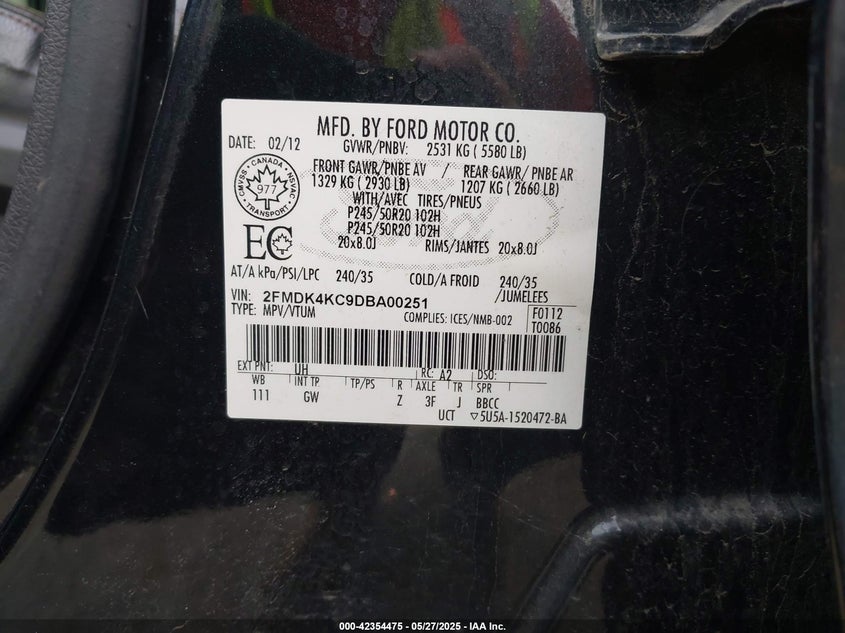 MFD. BY FORD MOTOR CO.
DATE: 02/12 GVWR/PNBV: 2531 KG ( 5580 LB)
FRONT GAWR/PNBE AV / REAR GAWR/ PNBE AR
1329 KG ( 2930 LB) 1207 KG ( 2660 LB)
WITH/AVEC TIRES/PNEUS
P245/50R20 102H
P245/50R20 102H
20x8.0J RIMS/JANTES 20x8.0J
CMVSS • CANADA • NSVAC • TRANSPORT •
977
EC
AT/A kPa/PSI/LPC 240/35 COLD/A FROID 240/35
/JUMELEES
VIN: 2FMDK4KC9DBA00251
TYPE: MPV/VTUM COMPLIES: ICES/NMB-002 F0112
T0086
EXT PNT: UH RC: A2 DSO:
WB INT TP TP/PS R AXLE TR SPR
111 GW Z 3F J BBCC
UCT ▽5U5A-1520472-BA
Ford
000-42354475 - 05/27/2025 - IAA Inc.